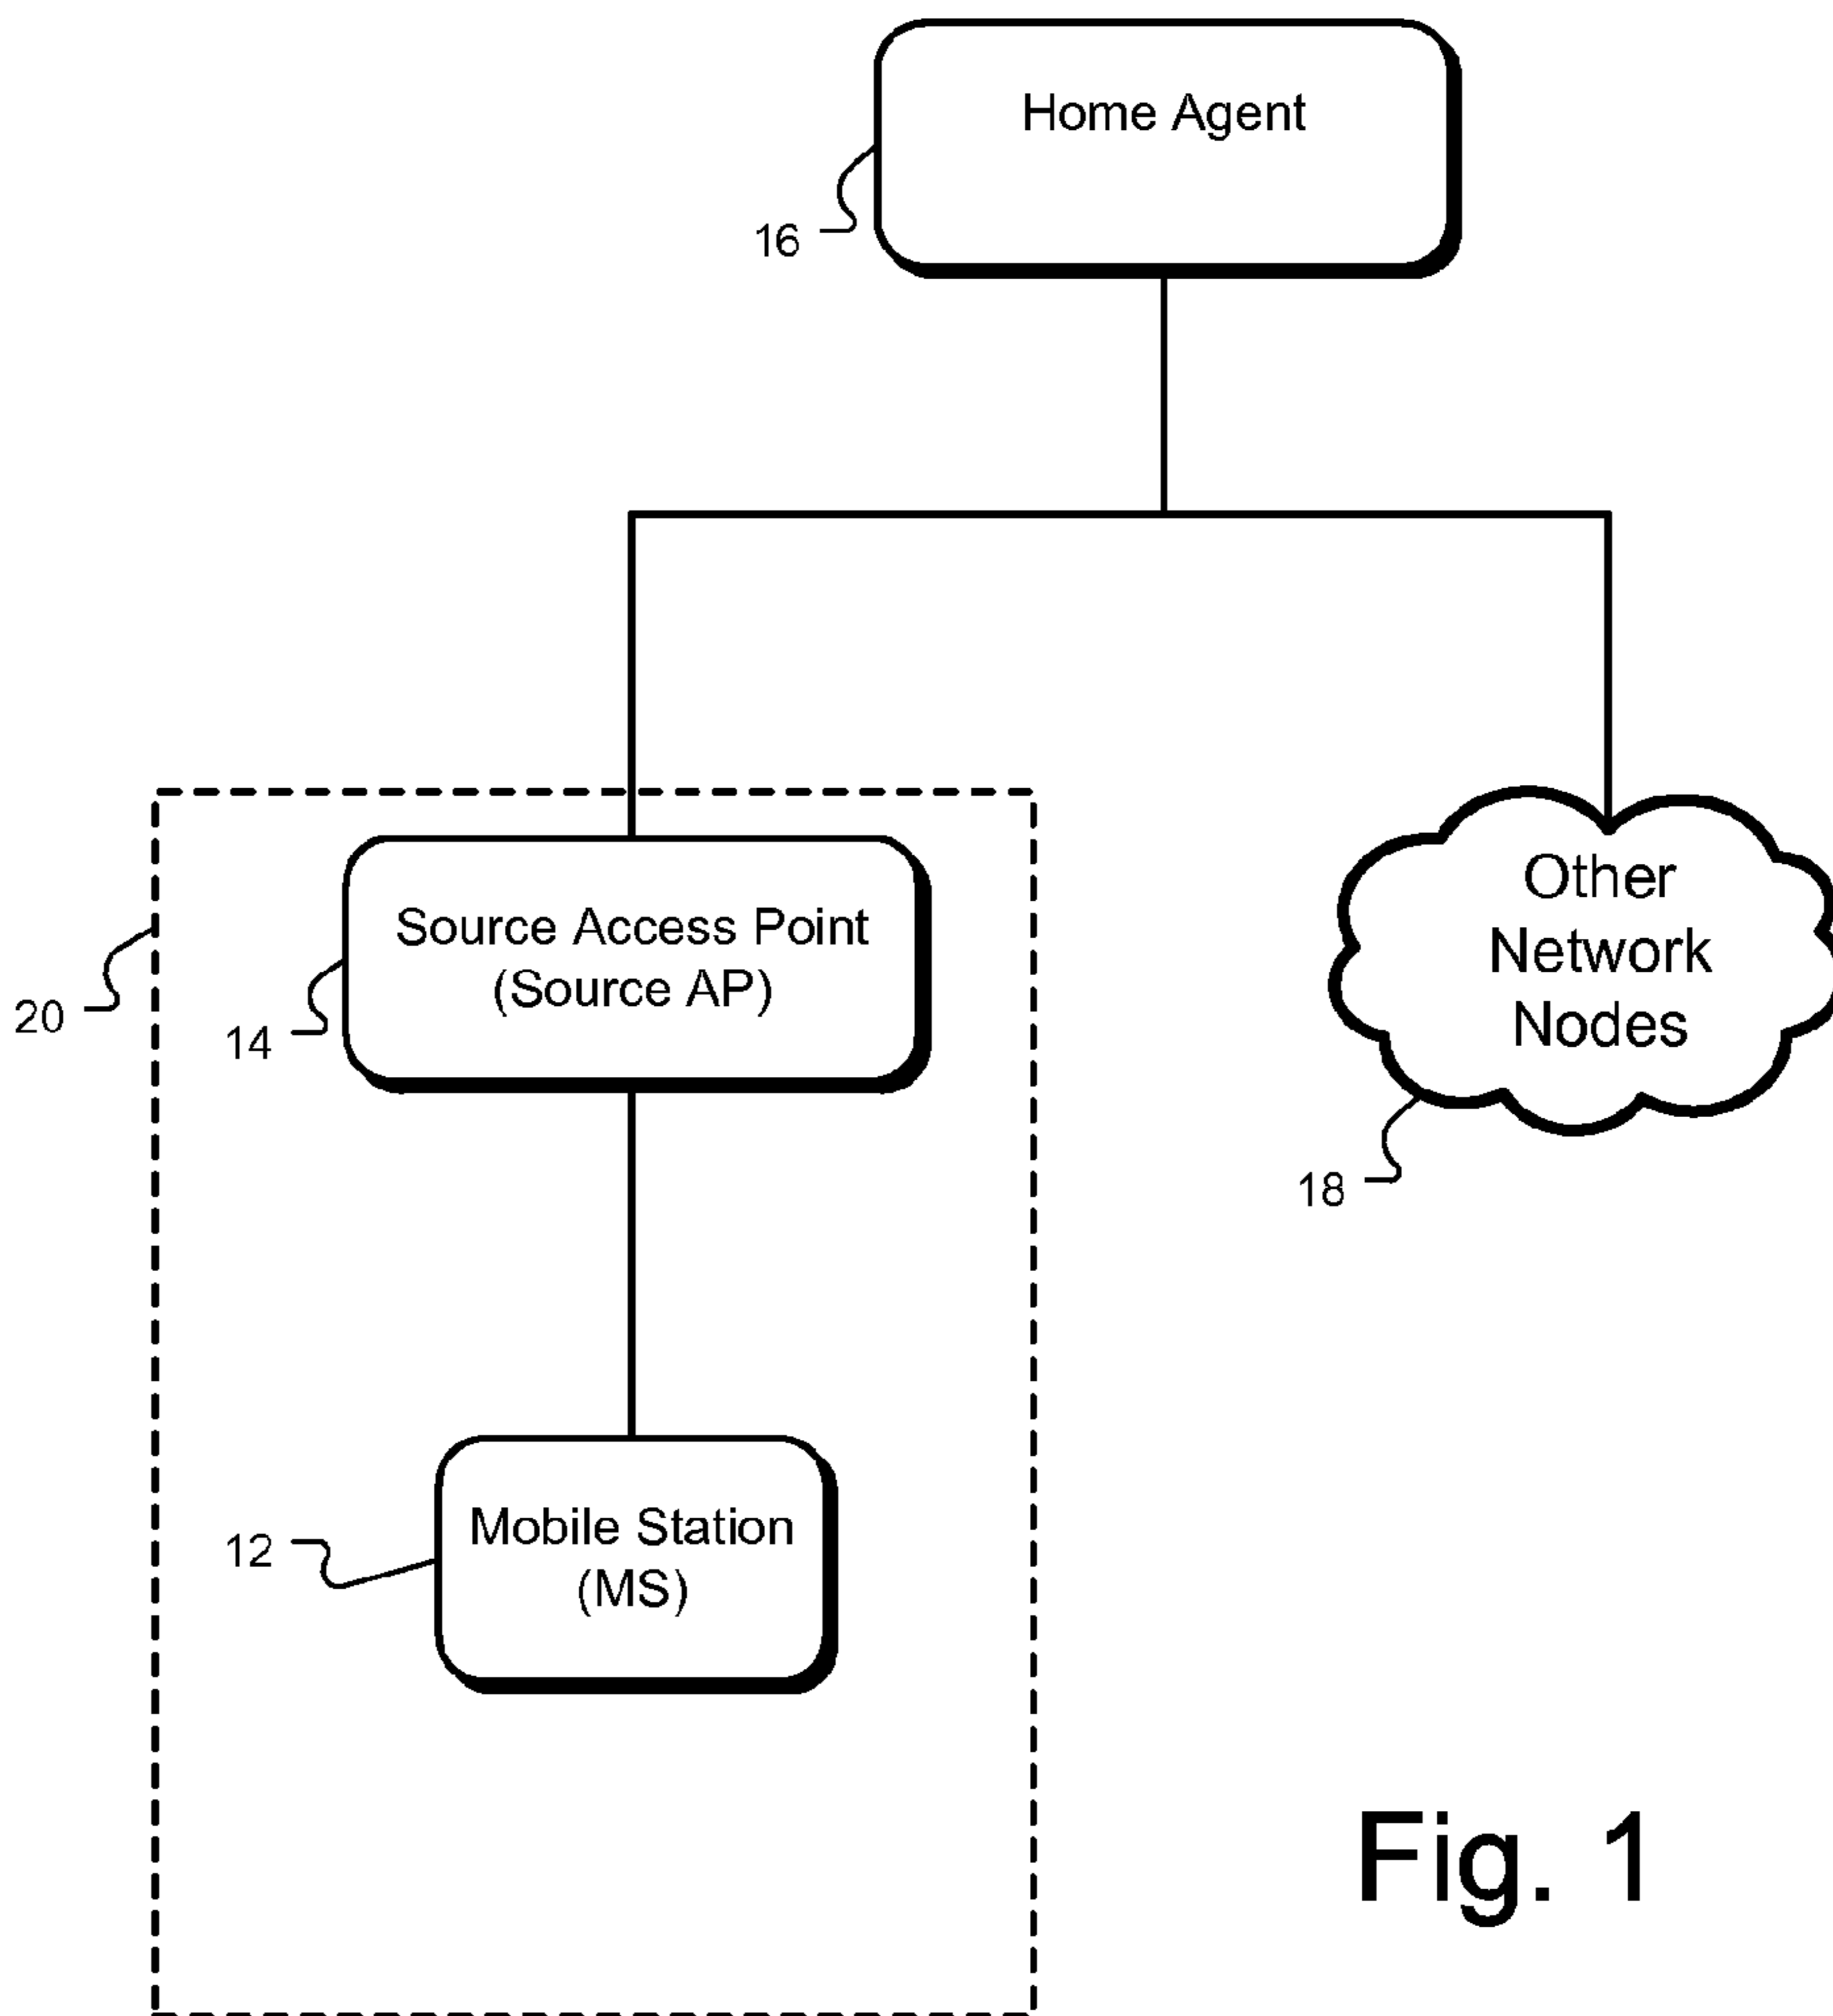 Home Agent
16
Source Access Point
(Source AP)
20
14
Other
Network
Nodes
18
Mobile Station
(MS)
12
Fig. 1